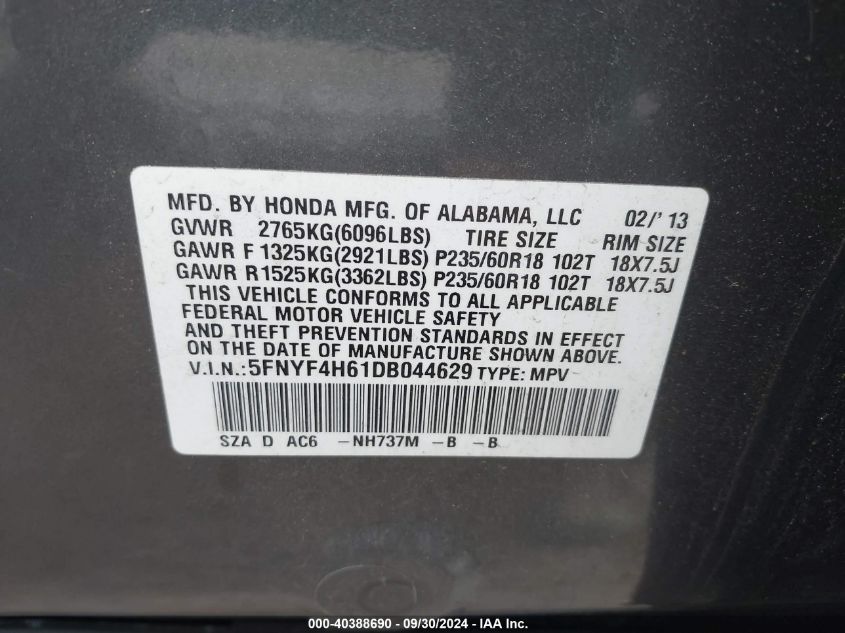 MFD. BY HONDA MFG. OF ALABAMA, LLC 02/'13
GVWR 2765KG(6096LBS) TIRE SIZE RIM SIZE
GAWR F 1325KG(2921LBS) P235/60R18 102T 18X7.5J
GAWR R1525KG(3362LBS) P235/60R18 102T 18X7.5J
THIS VEHICLE CONFORMS TO ALL APPLICABLE
FEDERAL MOTOR VEHICLE SAFETY
AND THEFT PREVENTION STANDARDS IN EFFECT
ON THE DATE OF MANUFACTURE SHOWN ABOVE.
V.I.N.:5FNYF4H61DB044629 TYPE: MPV
SZA D AC6 -NH737M -B -B
000-40388690 - 09/30/2024 - IAA Inc.